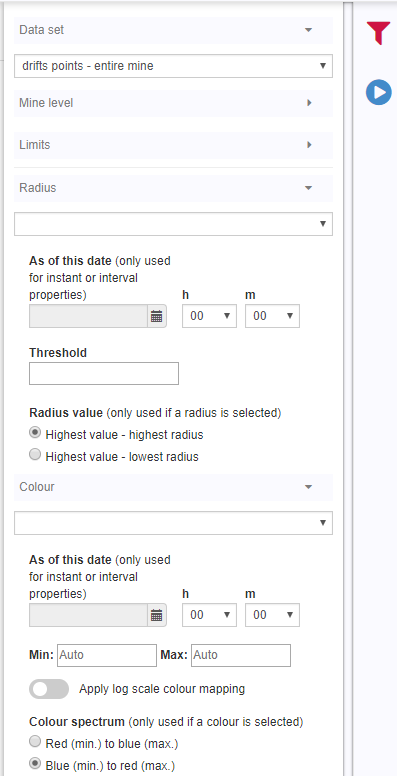 Data set
drifts points - entire mine
Mine level
Limits
Radius
As of this date (only used
for instant or interval
properties)
h
m
00
00
Threshold
Radius value (only used if a radius is selected)
Highest value - highest radius
Highest value - lowest radius
Colour
As of this date (only used
for instant or interval
properties)
h
m
00
00
Min: Auto Max: Auto
Apply log scale colour mapping
Colour spectrum (only used if a colour is selected)
Red (min.) to blue (max.)
Blue (min.) to red (max.)